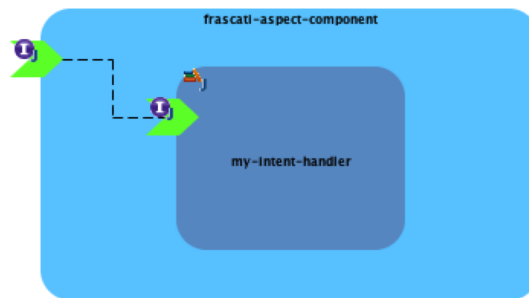 frascati-aspect-component
I
J
J
I
J
my-intent-handler